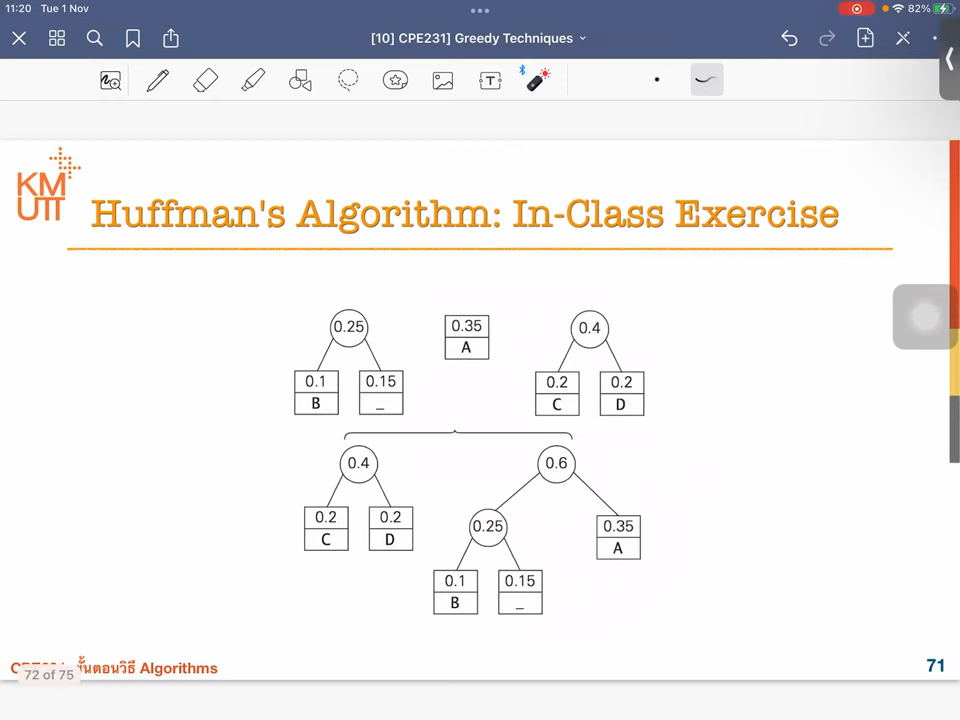 11:20 Tue 1 Nov 82%
[10] CPE231] Greedy Techniques
KM
UTT
Huffman's Algorithm: In-Class Exercise
0.25 0.35 0.4
A
0.1 0.15 0.2 0.2
B _ C D
0.4 0.6
0.2 0.2 0.25 0.35
C D A
0.1 0.15
B _
ขั้นตอนวิธี Algorithms
72 of 75
71